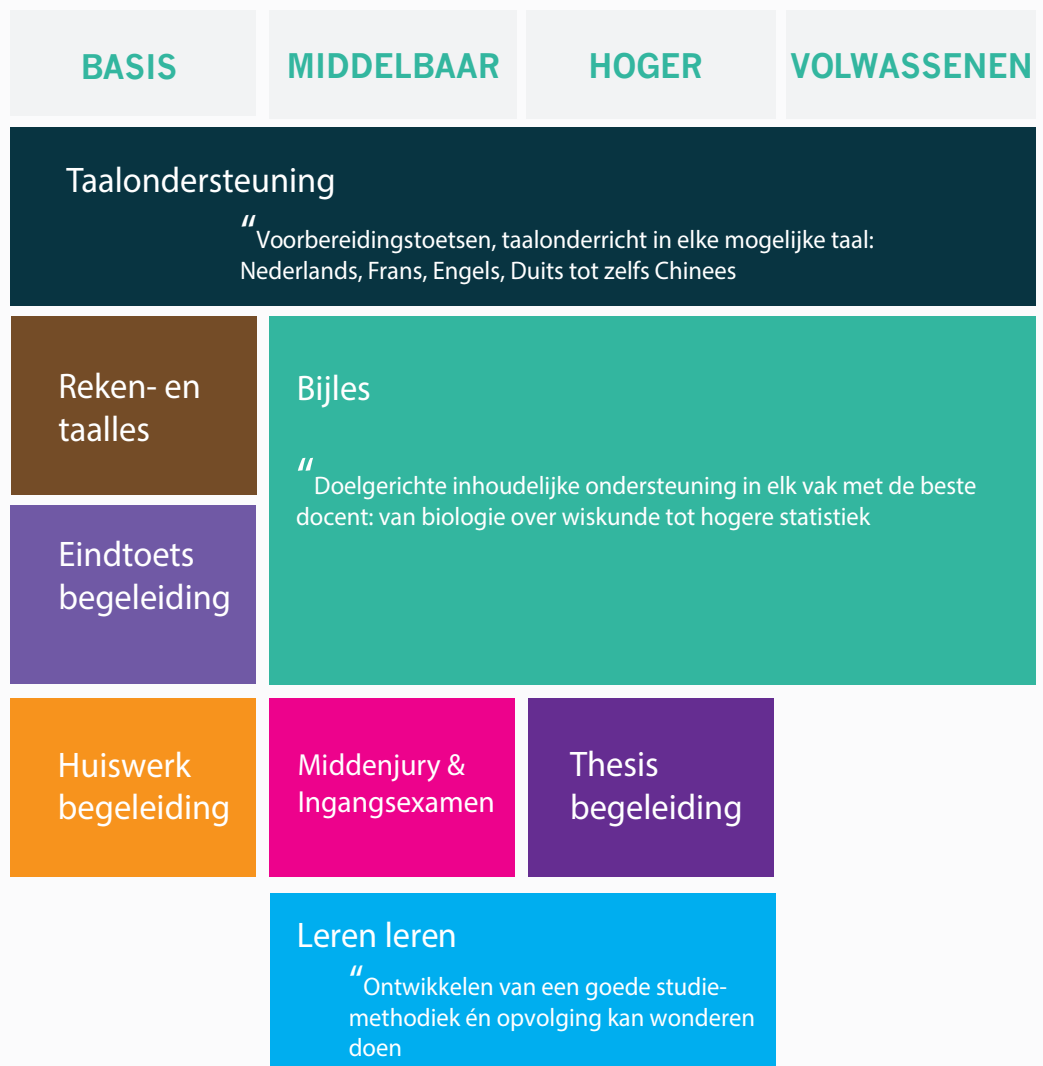 BASIS
MIDDELBAAR
HOGER
VOLWASSENEN
Taalondersteuning
“Voorbereidingstoetsen, taalonderricht in elke mogelijke taal:
Nederlands, Frans, Engels, Duits tot zelfs Chinees
Reken- en
taalles
Bijles
“Doelgerichte inhoudelijke ondersteuning in elk vak met de beste
docent: van biologie over wiskunde tot hogere statistiek
Eindtoets
begeleiding
Huiswerk
begeleiding
Middenjury &
Ingangsexamen
Thesis
begeleiding
Leren leren
“Ontwikkelen van een goede studie-
methodiek én opvolging kan wonderen
doen